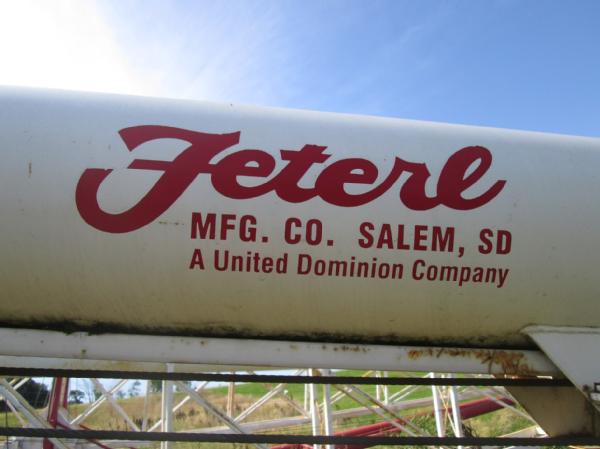 Feterl
MFG. CO. SALEM, SD
A United Dominion Company